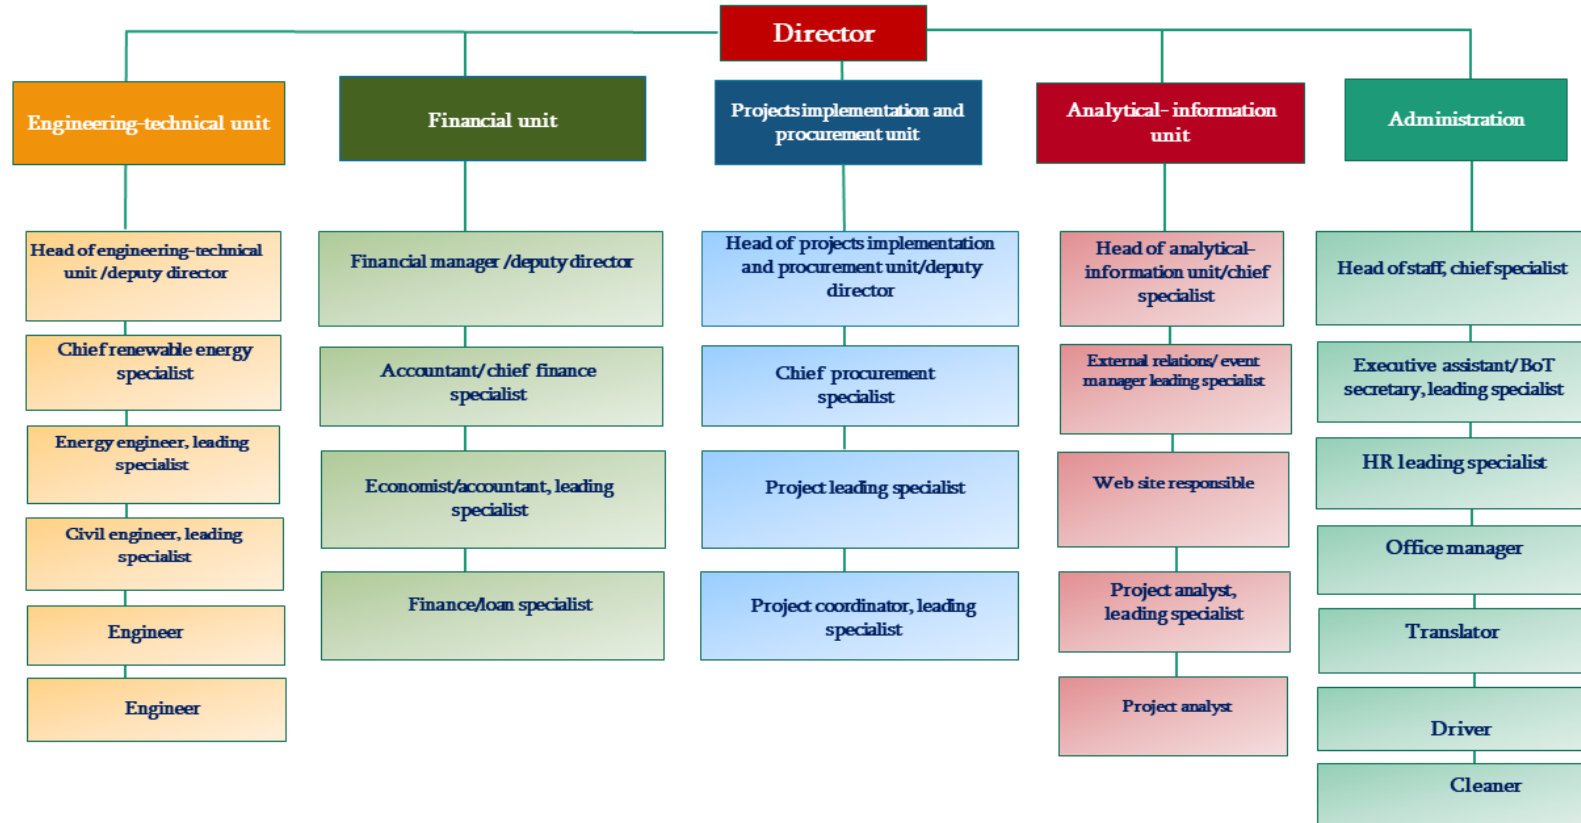 Director
Engineering-technical unit
Financial unit
Projects implementation and
procurement unit
Analytical- information
unit
Administration
Head of engineering-technical
unit /deputy director
Chief renewable energy
specialist
Energy engineer, leading
specialist
Civil engineer, leading
specialist
Engineer
Engineer
Financial manager /deputy director
Accountant/ chief finance
specialist
Economist/accountant, leading
specialist
Finance/loan specialist
Head of projects implementation
and procurement unit/deputy
director
Chief procurement
specialist
Project leading specialist
Project coordinator, leading
specialist
Head of analytical-
information unit/chief
specialist
External relations/ event
manager leading specialist
Web site responsible
Project analyst,
leading specialist
Project analyst
Head of staff, chief specialist
Executive assistant/ BoT
secretary, leading specialist
HR leading specialist
Office manager
Translator
Driver
Cleaner